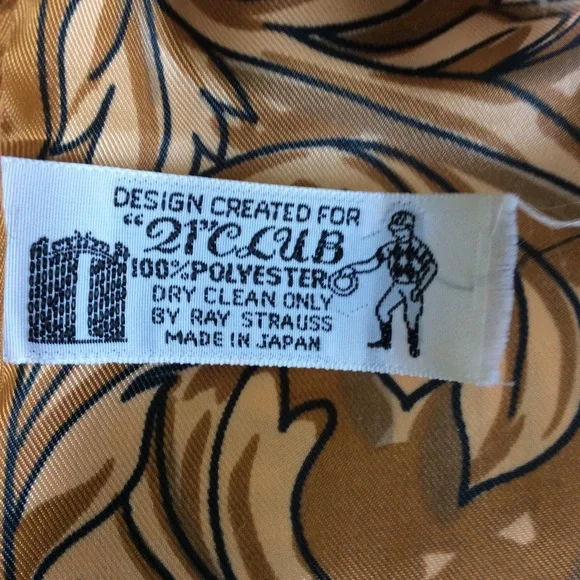 DESIGN CREATED FOR
"21" CLUB
100% POLYESTER
DRY CLEAN ONLY
BY RAY STRAUSS
MADE IN JAPAN